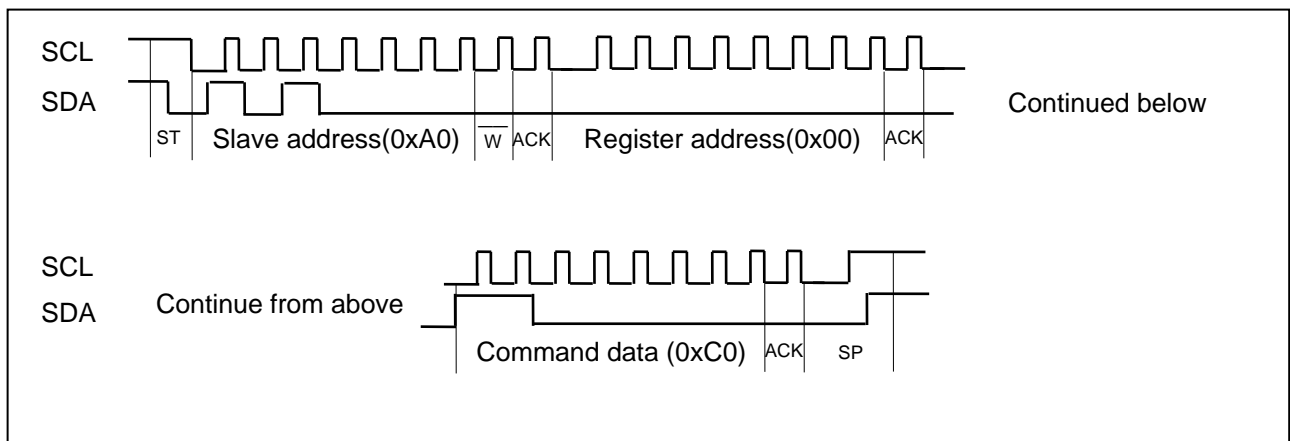 SCL
SDA
Continued below
ST Slave address(0xA0) W ACK Register address(0x00) ACK
SCL
SDA
Continue from above
Command data (0xC0) ACK SP